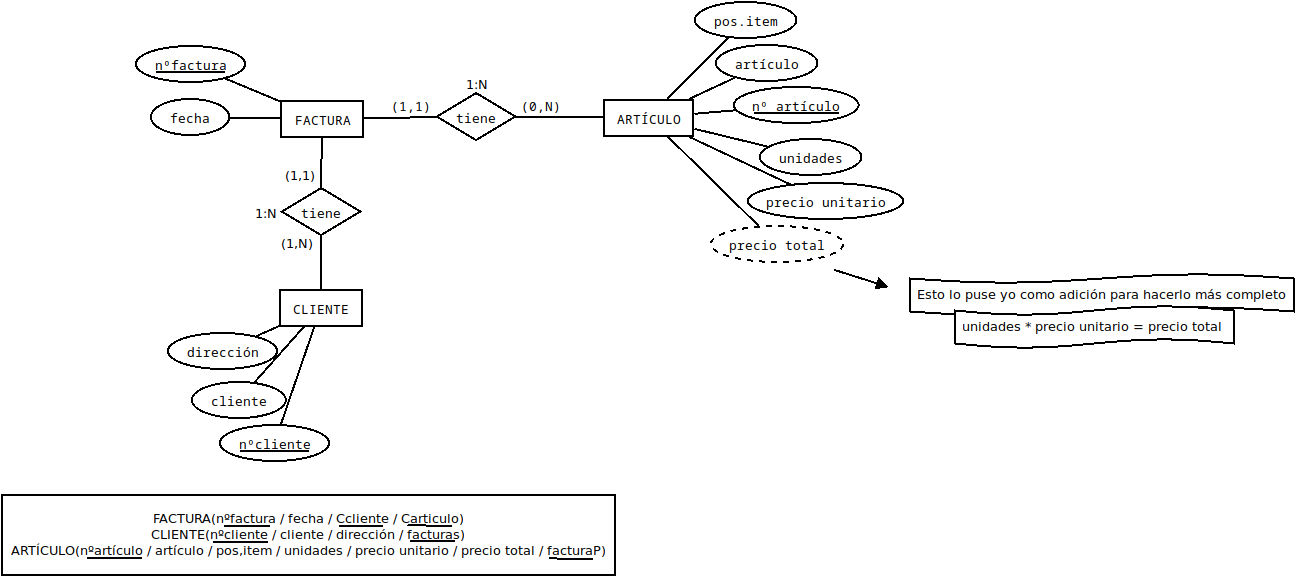 pos.item
artículo
nºfactura
1:N
nº artículo
(1,1)
(0,N)
fecha
FACTURA
tiene
ARTÍCULO
unidades
(1,1)
precio unitario
1:N
tiene
(1,N)
precio total
Esto lo puse yo como adición para hacerlo más completo
CLIENTE
unidades * precio unitario = precio total
dirección
cliente
nºcliente
FACTURA(nºfactura / fecha / Ccliente / Carticulo)
CLIENTE(nºcliente / cliente / dirección / facturas)
ARTÍCULO(nºartículo / artículo / pos,item / unidades / precio unitario / precio total / facturaP)